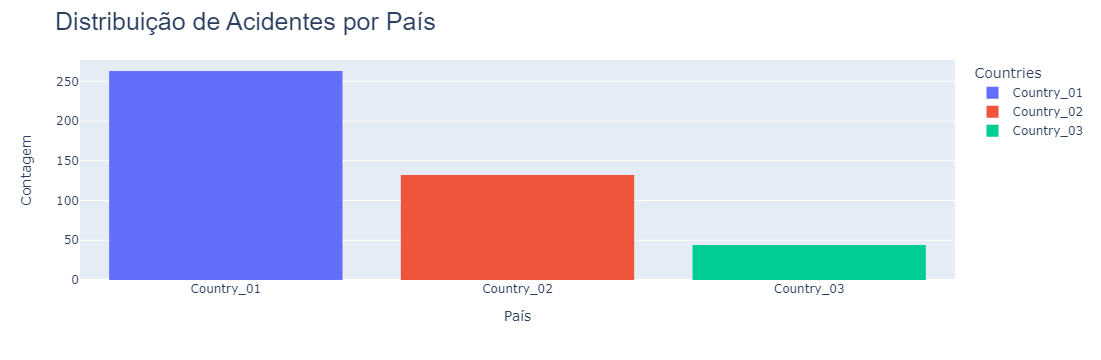 Distribuição de Acidentes por País
Contagem
250
200
150
100
50
0
Country_01
Country_02
Country_03
País
Countries
Country_01
Country_02
Country_03